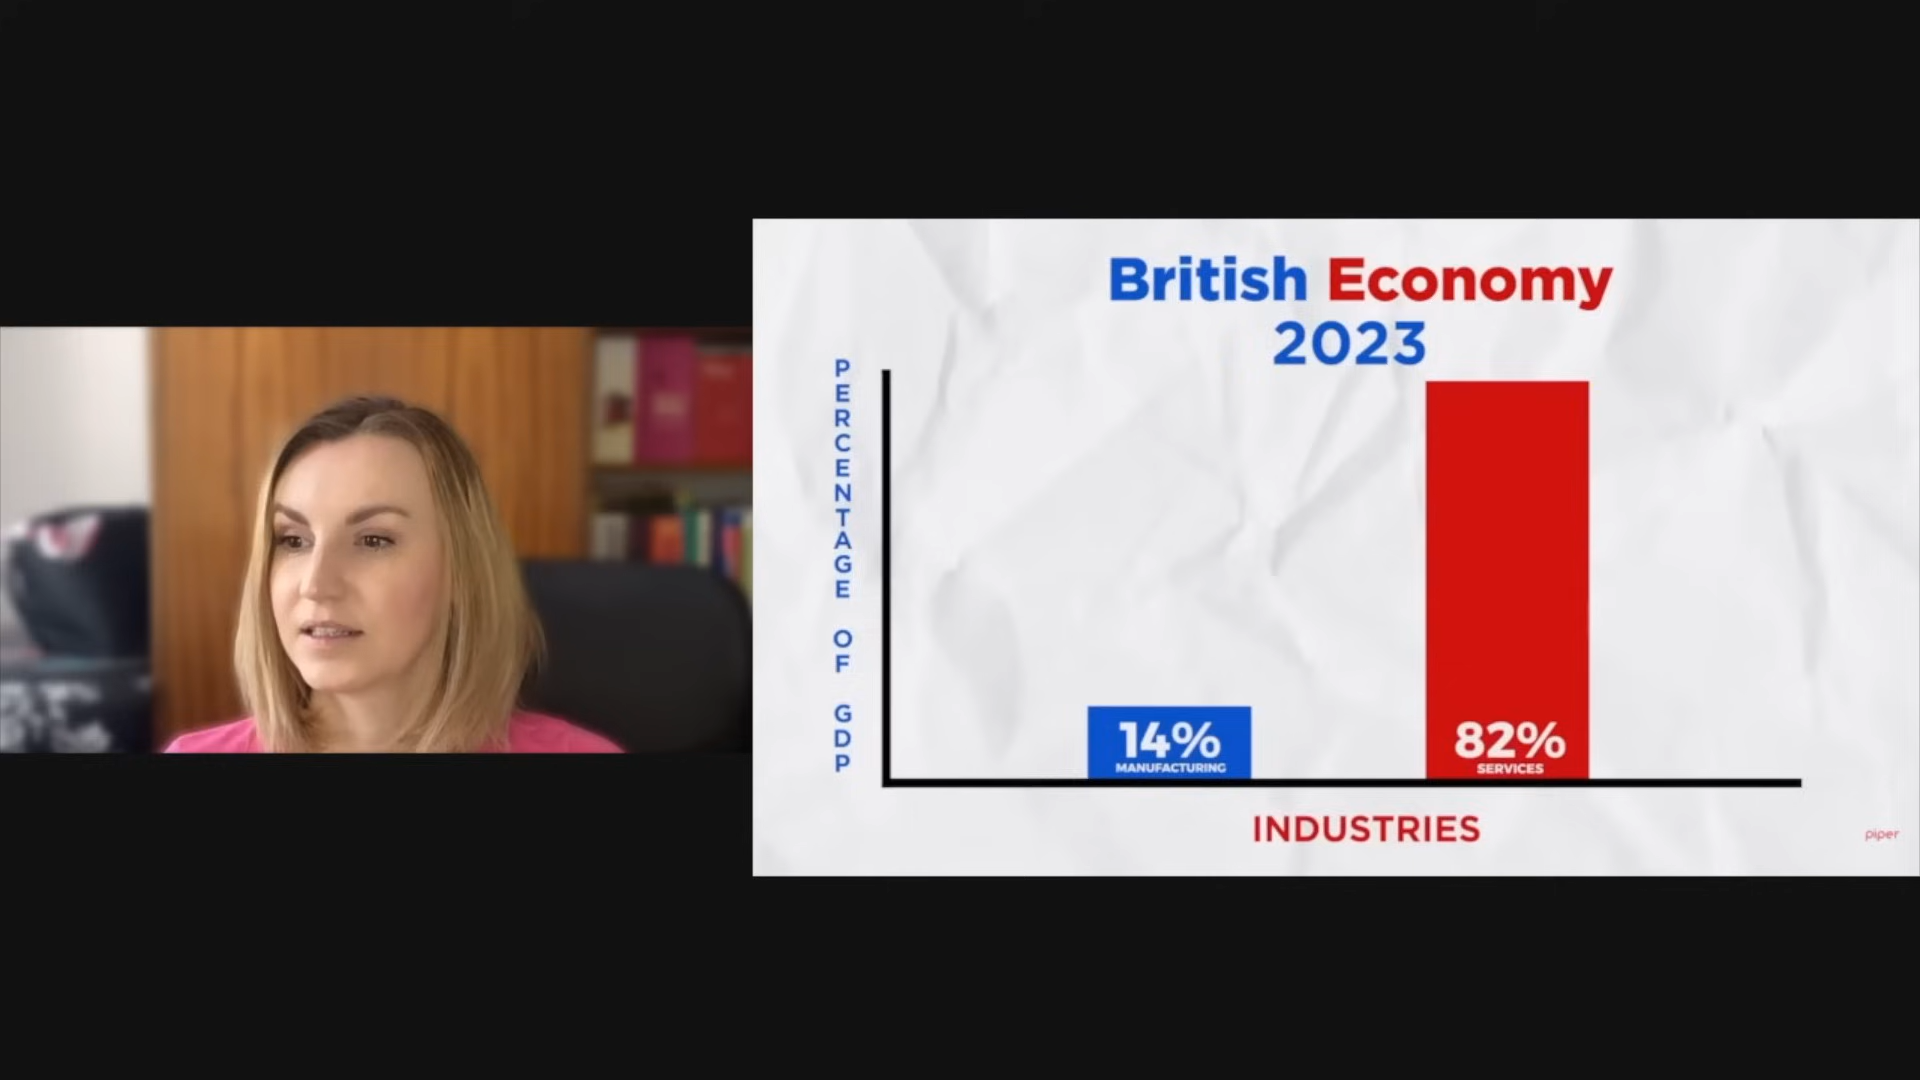 British Economy
2023
PERCENTAGE OF GDP
14%
MANUFACTURING
82%
SERVICES
INDUSTRIES
piper